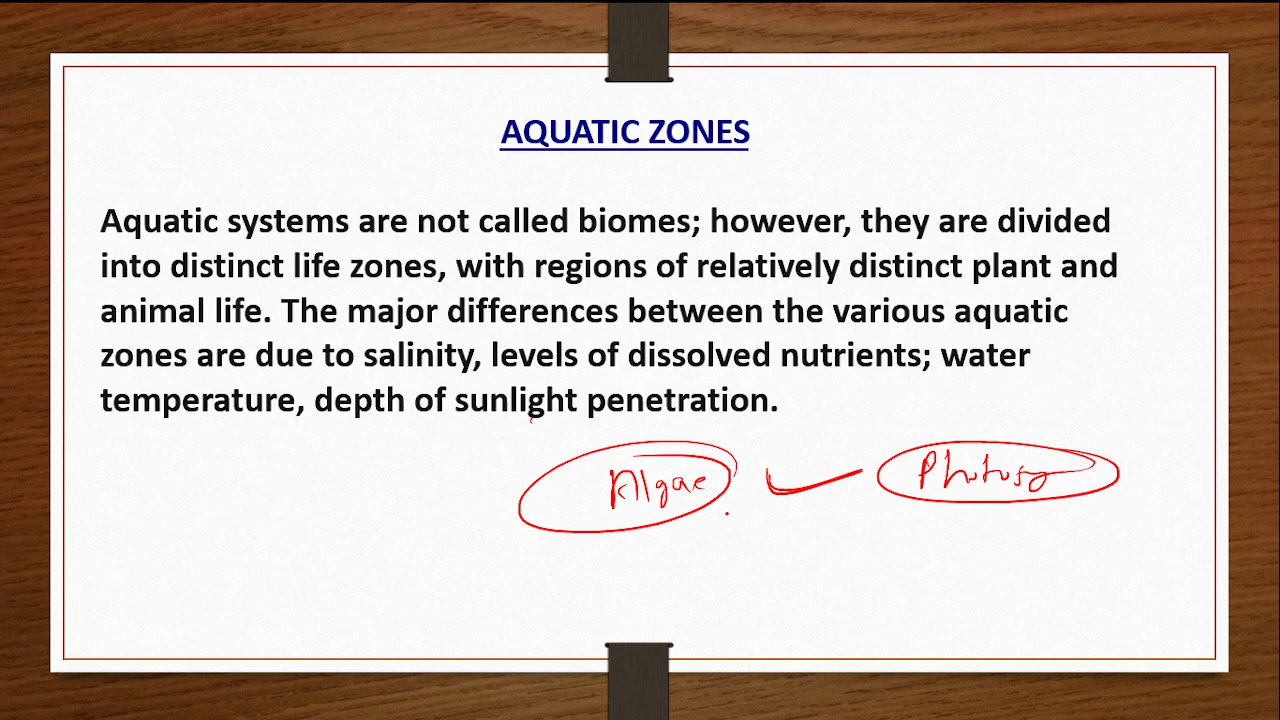 AQUATIC ZONES
Aquatic systems are not called biomes; however, they are divided
into distinct life zones, with regions of relatively distinct plant and
animal life. The major differences between the various aquatic
zones are due to salinity, levels of dissolved nutrients; water
temperature, depth of sunlight penetration.
Algae Photosy